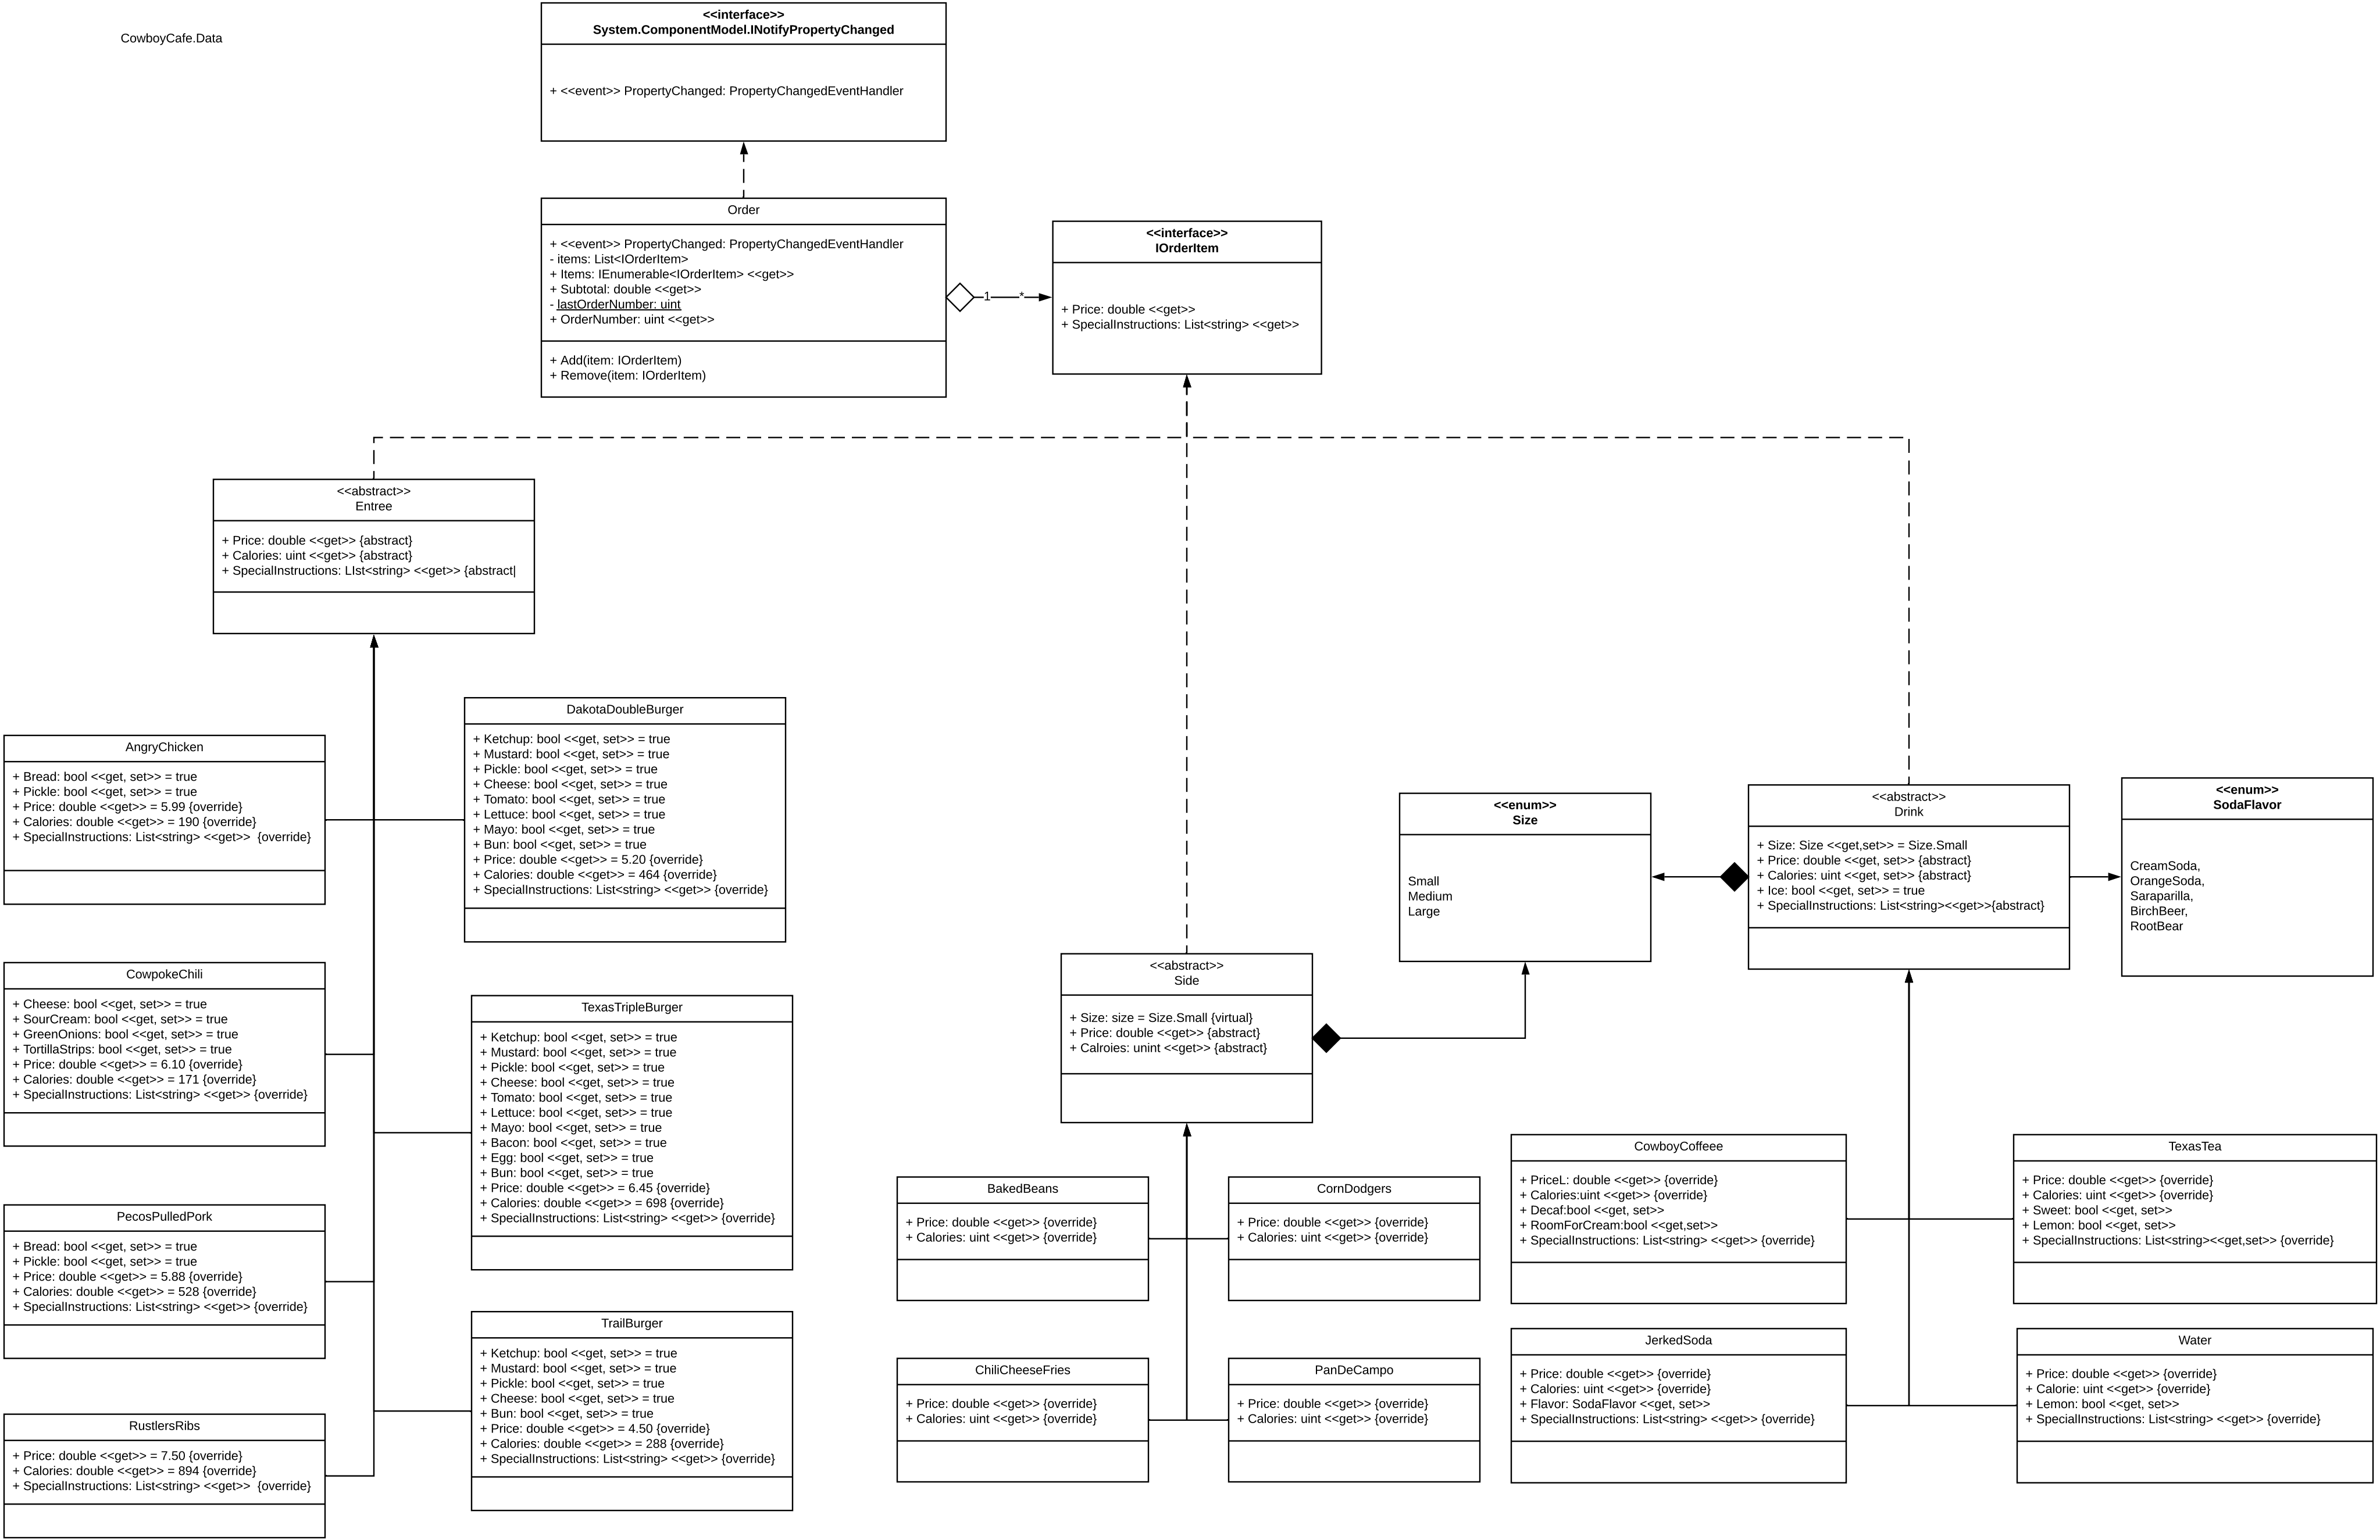 CowboyCafe.Data
<<interface>>
System.ComponentModel.INotifyPropertyChanged
+ <<event>> PropertyChanged: PropertyChangedEventHandler
Order
+ <<event>> PropertyChanged: PropertyChangedEventHandler
- items: List<IOrderItem>
+ Items: IEnumerable<IOrderItem> <<get>>
+ Subtotal: double <<get>>
- lastOrderNumber: uint
+ OrderNumber: uint <<get>>
+ Add(item: IOrderItem)
+ Remove(item: IOrderItem)
1 *
<<interface>>
IOrderItem
+ Price: double <<get>>
+ SpecialInstructions: List<string> <<get>>
<<abstract>>
Entree
+ Price: double <<get>> {abstract}
+ Calories: uint <<get>> {abstract}
+ SpecialInstructions: LIst<string> <<get>> {abstract|
AngryChicken
+ Bread: bool <<get, set>> = true
+ Pickle: bool <<get, set>> = true
+ Price: double <<get>> = 5.99 {override}
+ Calories: double <<get>> = 190 {override}
+ SpecialInstructions: List<string> <<get>>  {override}
DakotaDoubleBurger
+ Ketchup: bool <<get, set>> = true
+ Mustard: bool <<get, set>> = true
+ Pickle: bool <<get, set>> = true
+ Cheese: bool <<get, set>> = true
+ Tomato: bool <<get, set>> = true
+ Lettuce: bool <<get, set>> = true
+ Mayo: bool <<get, set>> = true
+ Bun: bool <<get, set>> = true
+ Price: double <<get>> = 5.20 {override}
+ Calories: double <<get>> = 464 {override}
+ SpecialInstructions: List<string> <<get>> {override}
CowpokeChili
+ Cheese: bool <<get, set>> = true
+ SourCream: bool <<get, set>> = true
+ GreenOnions: bool <<get, set>> = true
+ TortillaStrips: bool <<get, set>> = true
+ Price: double <<get>> = 6.10 {override}
+ Calories: double <<get>> = 171 {override}
+ SpecialInstructions: List<string> <<get>> {override}
TexasTripleBurger
+ Ketchup: bool <<get, set>> = true
+ Mustard: bool <<get, set>> = true
+ Pickle: bool <<get, set>> = true
+ Cheese: bool <<get, set>> = true
+ Tomato: bool <<get, set>> = true
+ Lettuce: bool <<get, set>> = true
+ Mayo: bool <<get, set>> = true
+ Bacon: bool <<get, set>> = true
+ Egg: bool <<get, set>> = true
+ Bun: bool <<get, set>> = true
+ Price: double <<get>> = 6.45 {override}
+ Calories: double <<get>> = 698 {override}
+ SpecialInstructions: List<string> <<get>> {override}
PecosPulledPork
+ Bread: bool <<get, set>> = true
+ Pickle: bool <<get, set>> = true
+ Price: double <<get>> = 5.88 {override}
+ Calories: double <<get>> = 528 {override}
+ SpecialInstructions: List<string> <<get>> {override}
TrailBurger
+ Ketchup: bool <<get, set>> = true
+ Mustard: bool <<get, set>> = true
+ Pickle: bool <<get, set>> = true
+ Cheese: bool <<get, set>> = true
+ Bun: bool <<get, set>> = true
+ Price: double <<get>> = 4.50 {override}
+ Calories: double <<get>> = 288 {override}
+ SpecialInstructions: List<string> <<get>> {override}
RustlersRibs
+ Price: double <<get>> = 7.50 {override}
+ Calories: double <<get>> = 894 {override}
+ SpecialInstructions: List<string> <<get>>  {override}
<<abstract>>
Side
+ Size: size = Size.Small {virtual}
+ Price: double <<get>> {abstract}
+ Calroies: unint <<get>> {abstract}
BakedBeans
+ Price: double <<get>> {override}
+ Calories: uint <<get>> {override}
CornDodgers
+ Price: double <<get>> {override}
+ Calories: uint <<get>> {override}
ChiliCheeseFries
+ Price: double <<get>> {override}
+ Calories: uint <<get>> {override}
PanDeCampo
+ Price: double <<get>> {override}
+ Calories: uint <<get>> {override}
<<enum>>
Size
Small
Medium
Large
<<abstract>>
Drink
+ Size: Size <<get,set>> = Size.Small
+ Price: double <<get, set>> {abstract}
+ Calories: uint <<get, set>> {abstract}
+ Ice: bool <<get, set>> = true
+ SpecialInstructions: List<string><<get>>{abstract}
<<enum>>
SodaFlavor
CreamSoda,
OrangeSoda,
Saraparilla,
BirchBeer,
RootBear
CowboyCoffeee
+ PriceL: double <<get>> {override}
+ Calories:uint <<get>> {override}
+ Decaf:bool <<get, set>>
+ RoomForCream:bool <<get,set>>
+ SpecialInstructions: List<string> <<get>> {override}
TexasTea
+ Price: double <<get>> {override}
+ Calories: uint <<get>> {override}
+ Sweet: bool <<get, set>>
+ Lemon: bool <<get, set>>
+ SpecialInstructions: List<string><<get,set>> {override}
JerkedSoda
+ Price: double <<get>> {override}
+ Calories: uint <<get>> {override}
+ Flavor: SodaFlavor <<get, set>>
+ SpecialInstructions: List<string> <<get>> {override}
Water
+ Price: double <<get>> {override}
+ Calorie: uint <<get>> {override}
+ Lemon: bool <<get, set>>
+ SpecialInstructions: List<string> <<get>> {override}